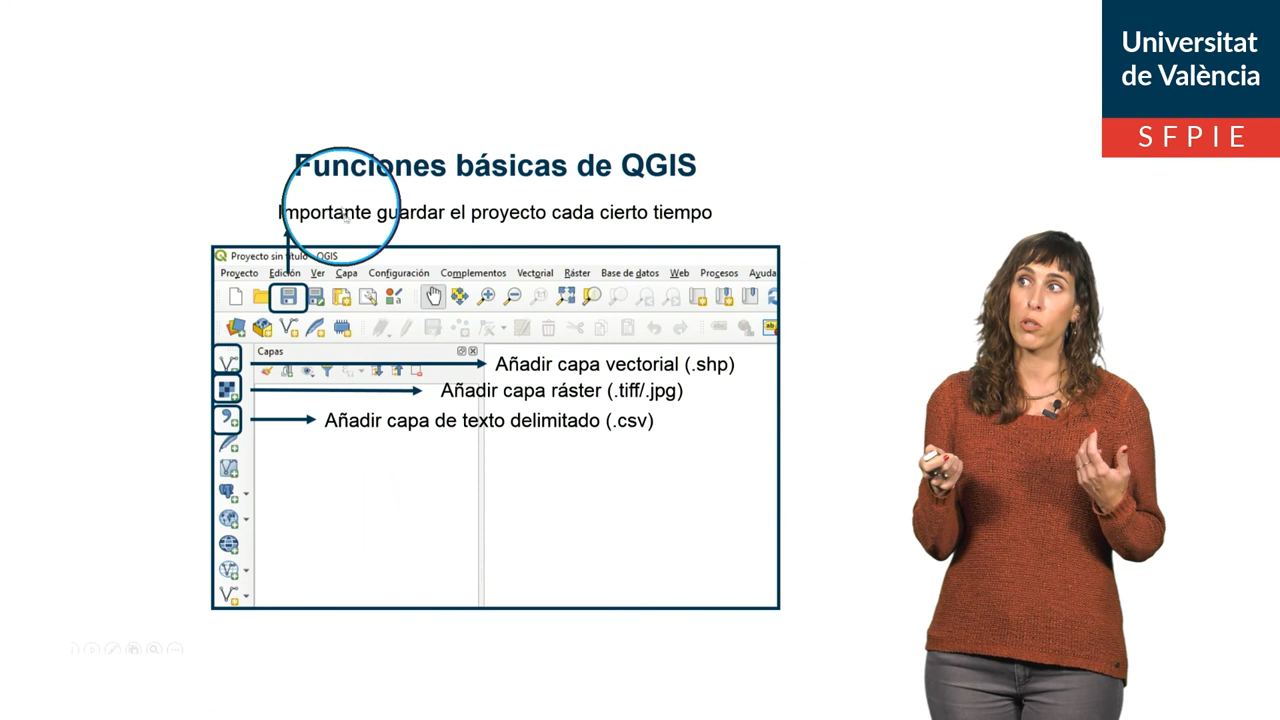 Universitat
de València
SFPIE
Funciones básicas de QGIS
Importante guardar el proyecto cada cierto tiempo
Proyecto sin título - QGIS
Proyecto Edición Ver Capa Configuración Complementos Vectorial Ráster Base de datos Web Procesos Ayuda
Capas
Añadir capa vectorial (.shp)
Añadir capa ráster (.tiff/.jpg)
Añadir capa de texto delimitado (.csv)